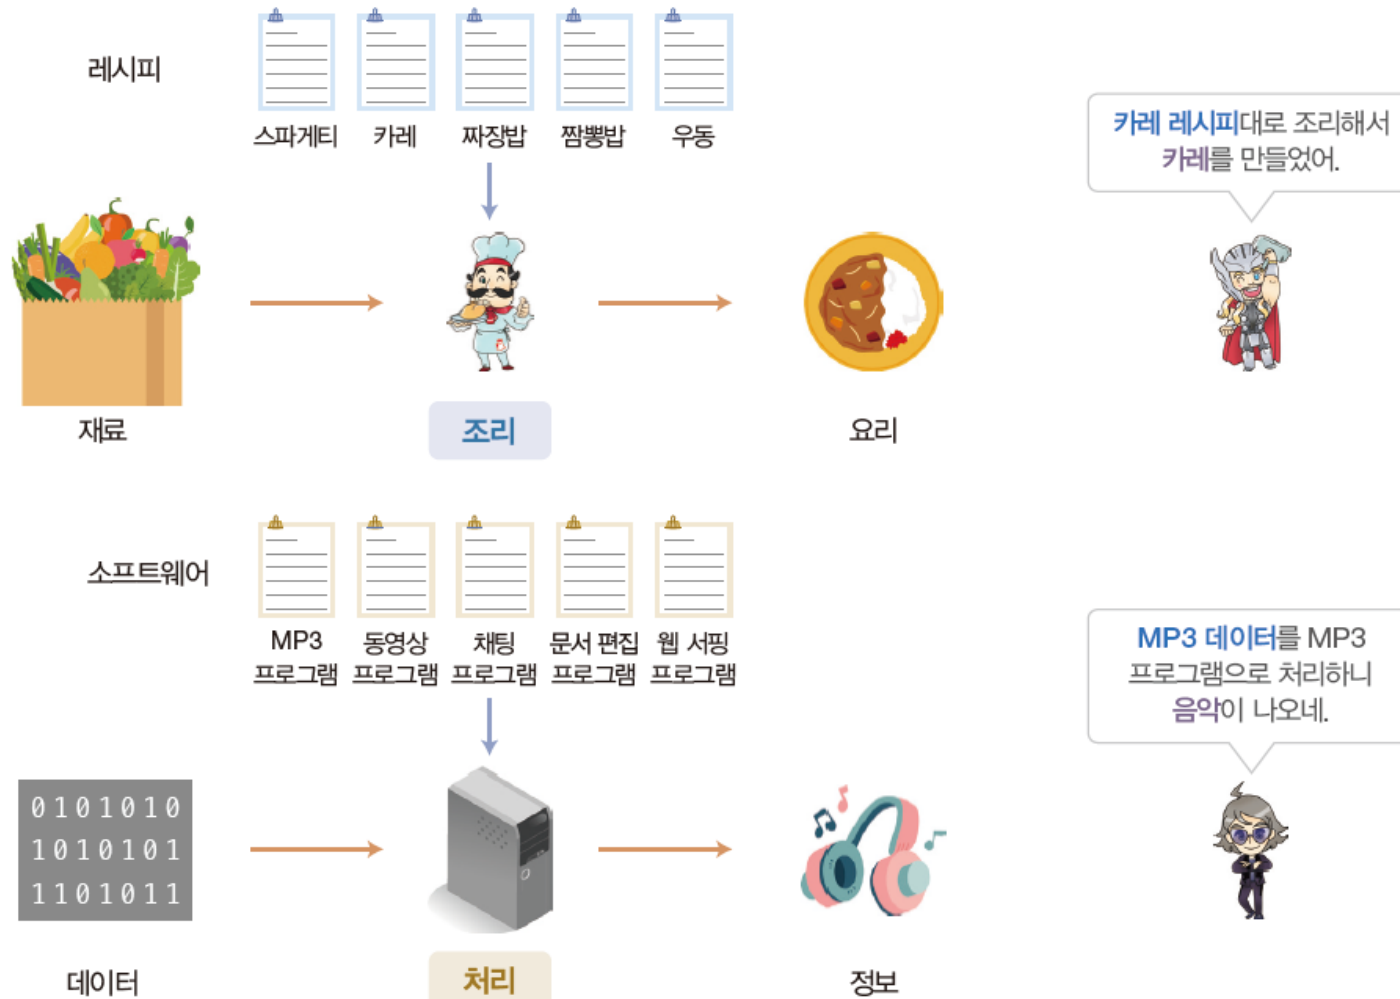 레시피
스파게티
카레
짜장밥
짬뽕밥
우동
카레 레시피대로 조리해서
카레를 만들었어.
재료
조리
요리
소프트웨어
MP3
프로그램
동영상
프로그램
채팅
프로그램
문서 편집
프로그램
웹 서핑
프로그램
MP3 데이터를 MP3
프로그램으로 처리하니
음악이 나오네.
0101010
1010101
1101011
데이터
처리
정보